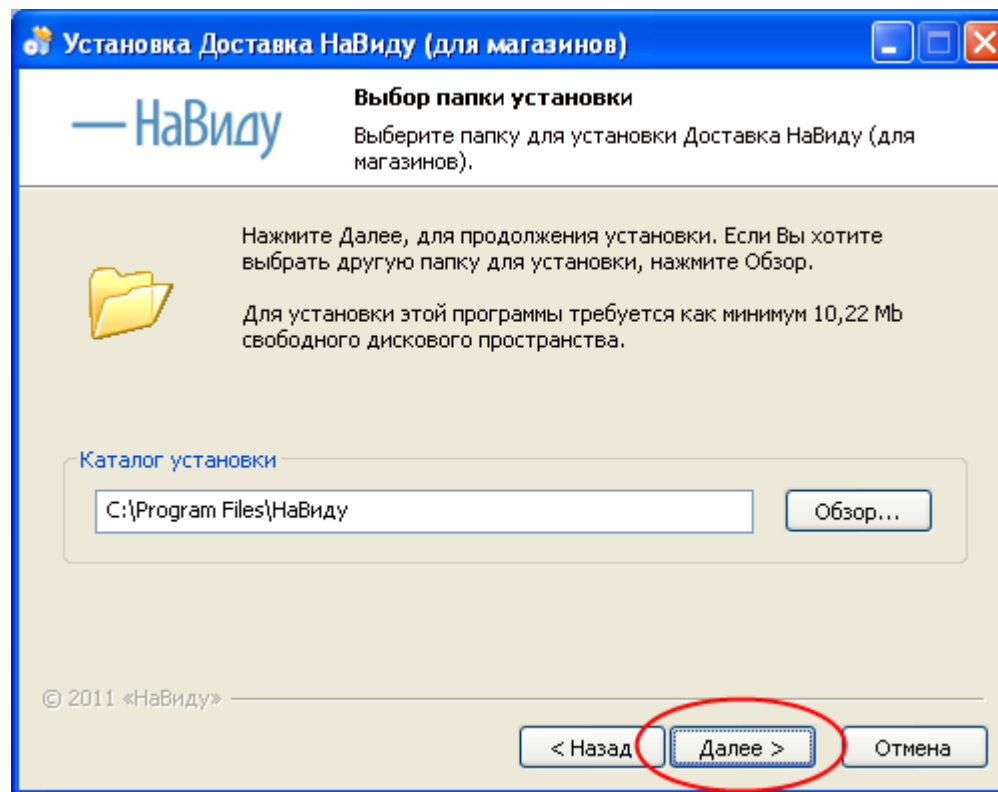 Установка Доставка НаВиду (для магазинов)
— НаВиду
Выбор папки установки
Выберите папку для установки Доставка НаВиду (для
магазинов).
Нажмите Далее, для продолжения установки. Если Вы хотите
выбрать другую папку для установки, нажмите Обзор.
Для установки этой программы требуется как минимум 10,22 Mb
свободного дискового пространства.
Каталог установки
C:\Program Files\НаВиду
Обзор...
© 2011 «НаВиду»
< Назад
Далее >
Отмена